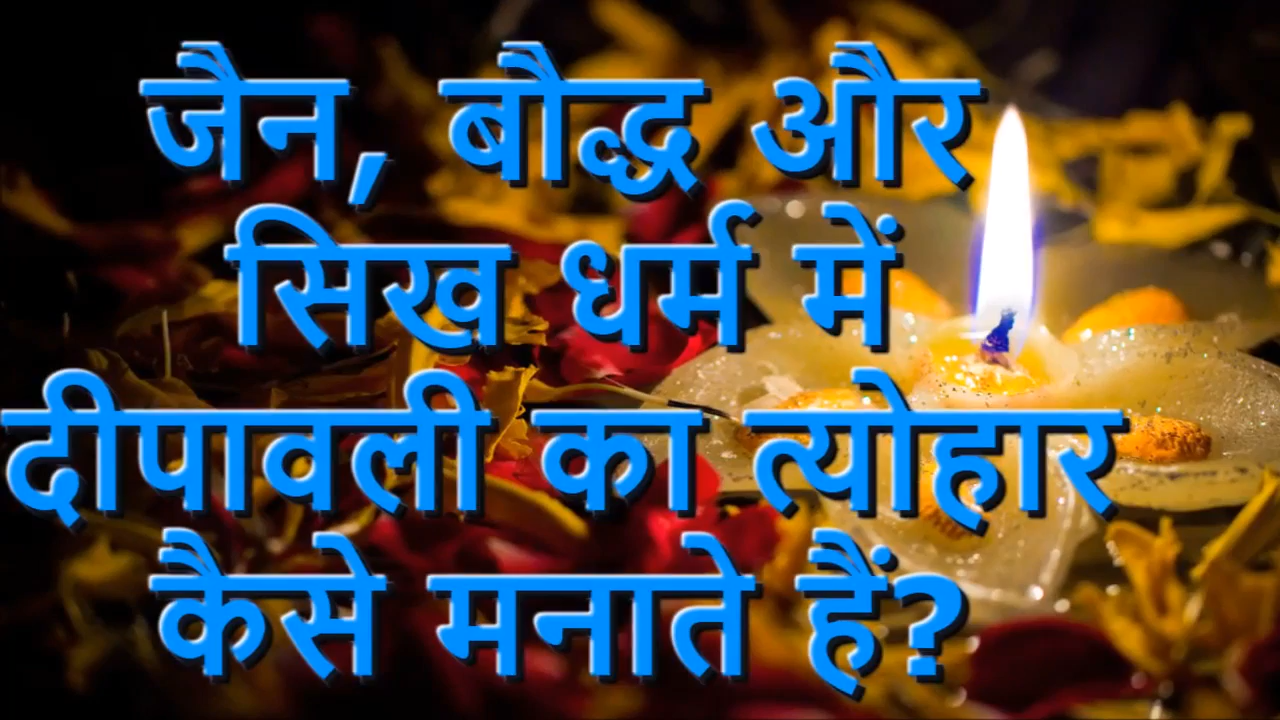 जैन, बौद्ध और
सिख धर्म में
दीपावली का त्योहार
कैसे मनाते हैं?